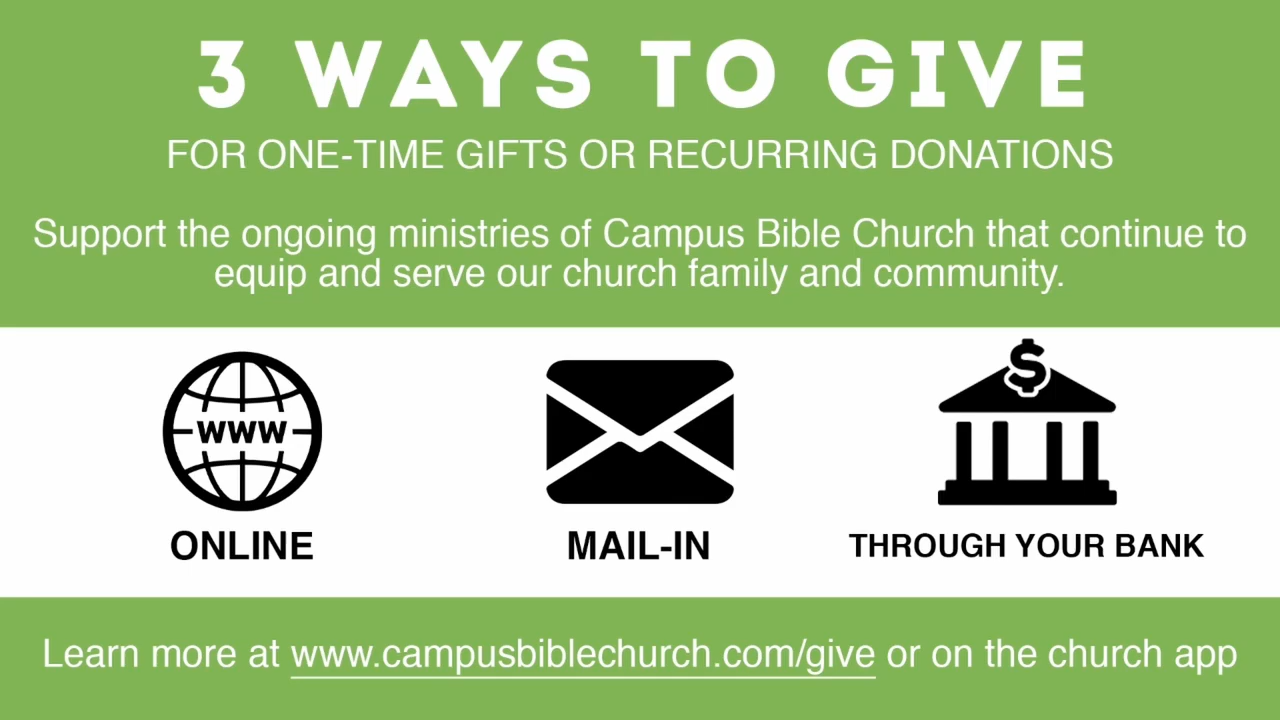 3 WAYS TO GIVE
FOR ONE-TIME GIFTS OR RECURRING DONATIONS
Support the ongoing ministries of Campus Bible Church that continue to
equip and serve our church family and community.
$
WWW
ONLINE
MAIL-IN
THROUGH YOUR BANK
Learn more at www.campusbiblechurch.com/give or on the church app